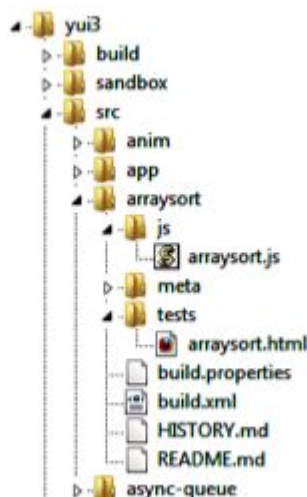 yui3
build
sandbox
src
anim
app
arraysort
js
arraysort.js
meta
tests
arraysort.html
build.properties
build.xml
HISTORY.md
README.md
async-queue